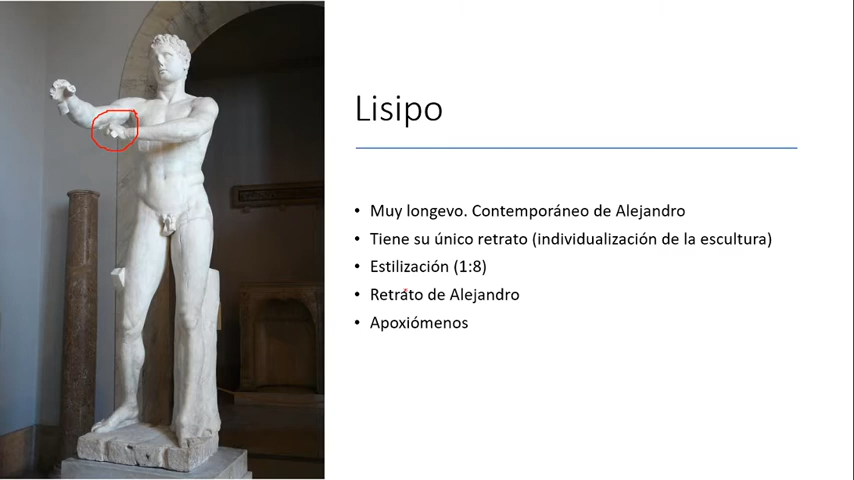 Lisipo
• Muy longevo. Contemporáneo de Alejandro
• Tiene su único retrato (individualización de la escultura)
• Estilización (1:8)
• Retrato de Alejandro
• Apoxiómenos